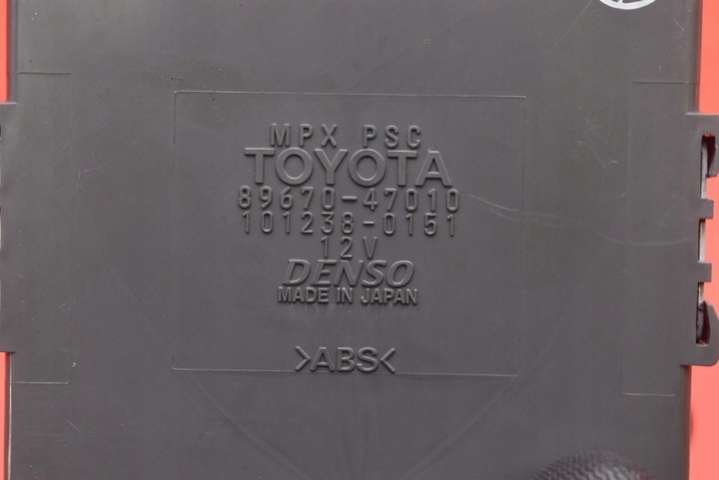 MPX PSC
TOYOTA
89670-47010
101238-0151
12V
DENSO
MADE IN JAPAN
>ABS<